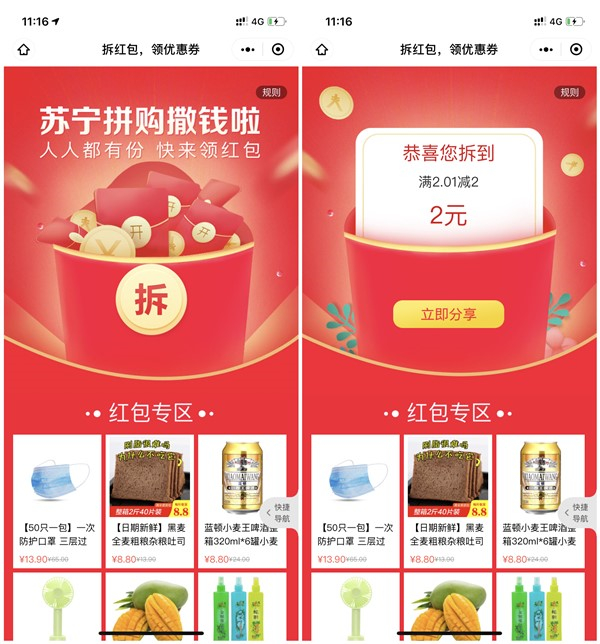 11:16
4G
拆红包，领优惠券
规则
苏宁拼购撒钱啦
人人都有份 快来领红包
开
开
拆
红包专区
整箱2斤40片装
8.8
快捷
导航
【50只一包】一次
防护口罩 三层过
¥13.90 ¥65.00
【日期新鲜】黑麦
全麦粗粮杂粮吐司
¥8.80 ¥13.90
蓝顿小麦王啤酒整
箱320ml*6罐小麦
¥8.80 ¥24.00
11:16
4G
拆红包，领优惠券
规则
恭喜您拆到
满2.01减2
2元
立即分享
红包专区
整箱2斤40片装
8.8
快捷
导航
【50只一包】一次
防护口罩 三层过
¥13.90 ¥65.00
【日期新鲜】黑麦
全麦粗粮杂粮吐司
¥8.80 ¥13.90
蓝顿小麦王啤酒整
箱320ml*6罐小麦
¥8.80 ¥24.00